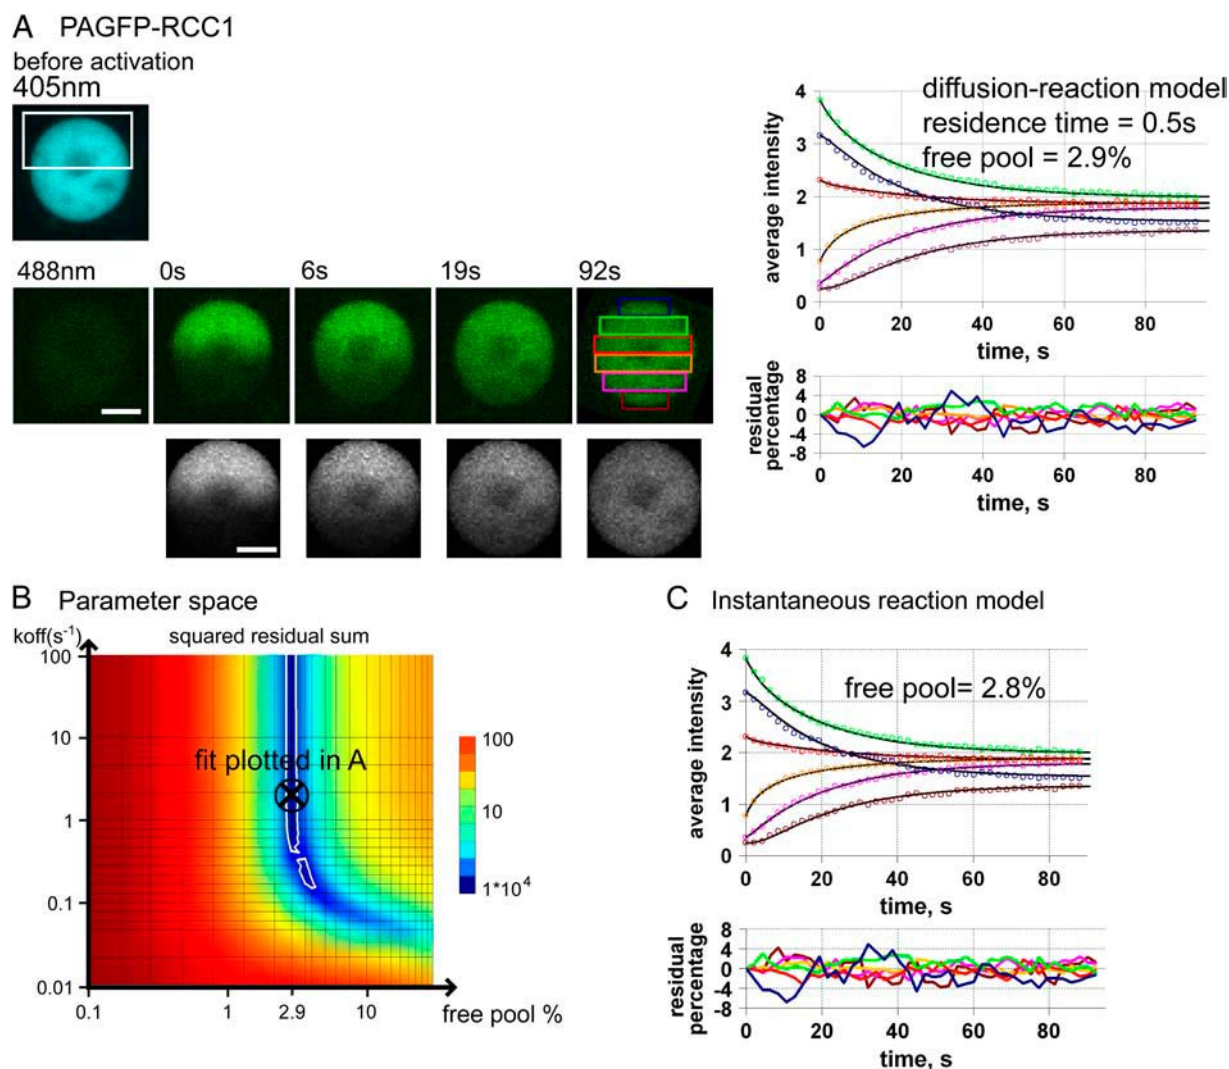 A PAGFP-RCC1
before activation
405nm
488nm
0s
6s
19s
92s
diffusion-reaction model
residence time = 0.5s
free pool = 2.9%
average intensity
4
3
2
1
0
0 20 40 60 80
time, s
residual
percentage
8
4
0
-4
-8
0 20 40 60 80
time, s
B Parameter space
koff(s⁻¹)
squared residual sum
100
10
1
0.1
0.01
fit plotted in A
0.1 1 2.9 10
free pool %
100
10
1*10⁴
C Instantaneous reaction model
free pool= 2.8%
average intensity
4
3
2
1
0
0 20 40 60 80
time, s
residual
percentage
8
4
0
-4
-8
0 20 40 60 80
time, s